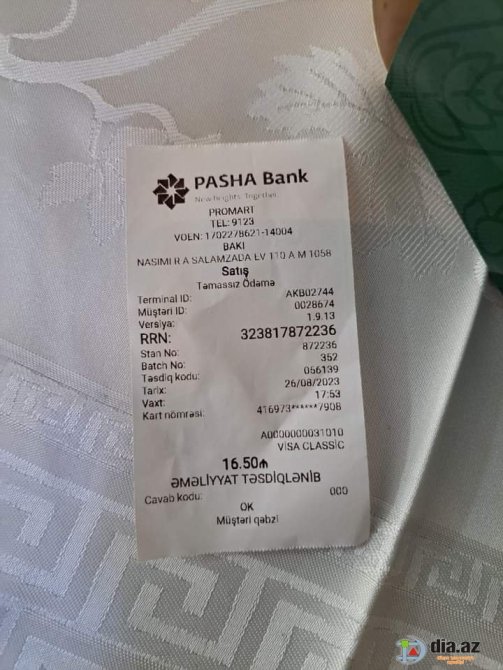 PASHA Bank
New heights. Together.
PROMART
TEL: 9123
VOEN: 1702278621-14004
BAKI
NASIMI R A SALAMZADA EV 110 A M 1058
Satış
Təmassız Ödəmə
Terminal ID: AKB02744
Müştəri ID: 0028674
Versiya: 1.9.13
RRN: 323817872236
Stan No: 872236
Batch No: 352
Təsdiq kodu: 056139
Tarix: 26/08/2023
Vaxt: 17:53
Kart nömrəsi: 416973******7908
A0000000031010
VISA CLASSIC
16.50₼
ƏMƏLİYYAT TƏSDİQLƏNİB
Cavab kodu: 000
OK
Müştəri qəbzi
dia.az